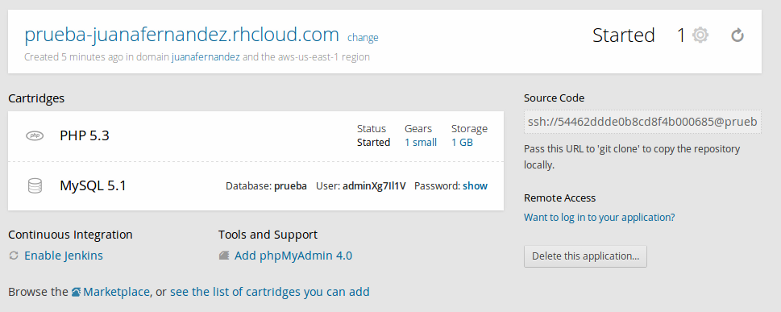 prueba-juanafernandez.rhcloud.com change
Started 1
Created 5 minutes ago in domain juanafernandez and the aws-us-east-1 region
Cartridges
php PHP 5.3
Status Gears Storage
Started 1 small 1 GB
MySQL 5.1 Database: prueba User: adminXg7Il1V Password: show
Continuous Integration
Enable Jenkins
Tools and Support
Add phpMyAdmin 4.0
Browse the Marketplace, or see the list of cartridges you can add
Source Code
ssh://54462ddde0b8cd8f4b000685@prueb
Pass this URL to 'git clone' to copy the repository
locally.
Remote Access
Want to log in to your application?
Delete this application...